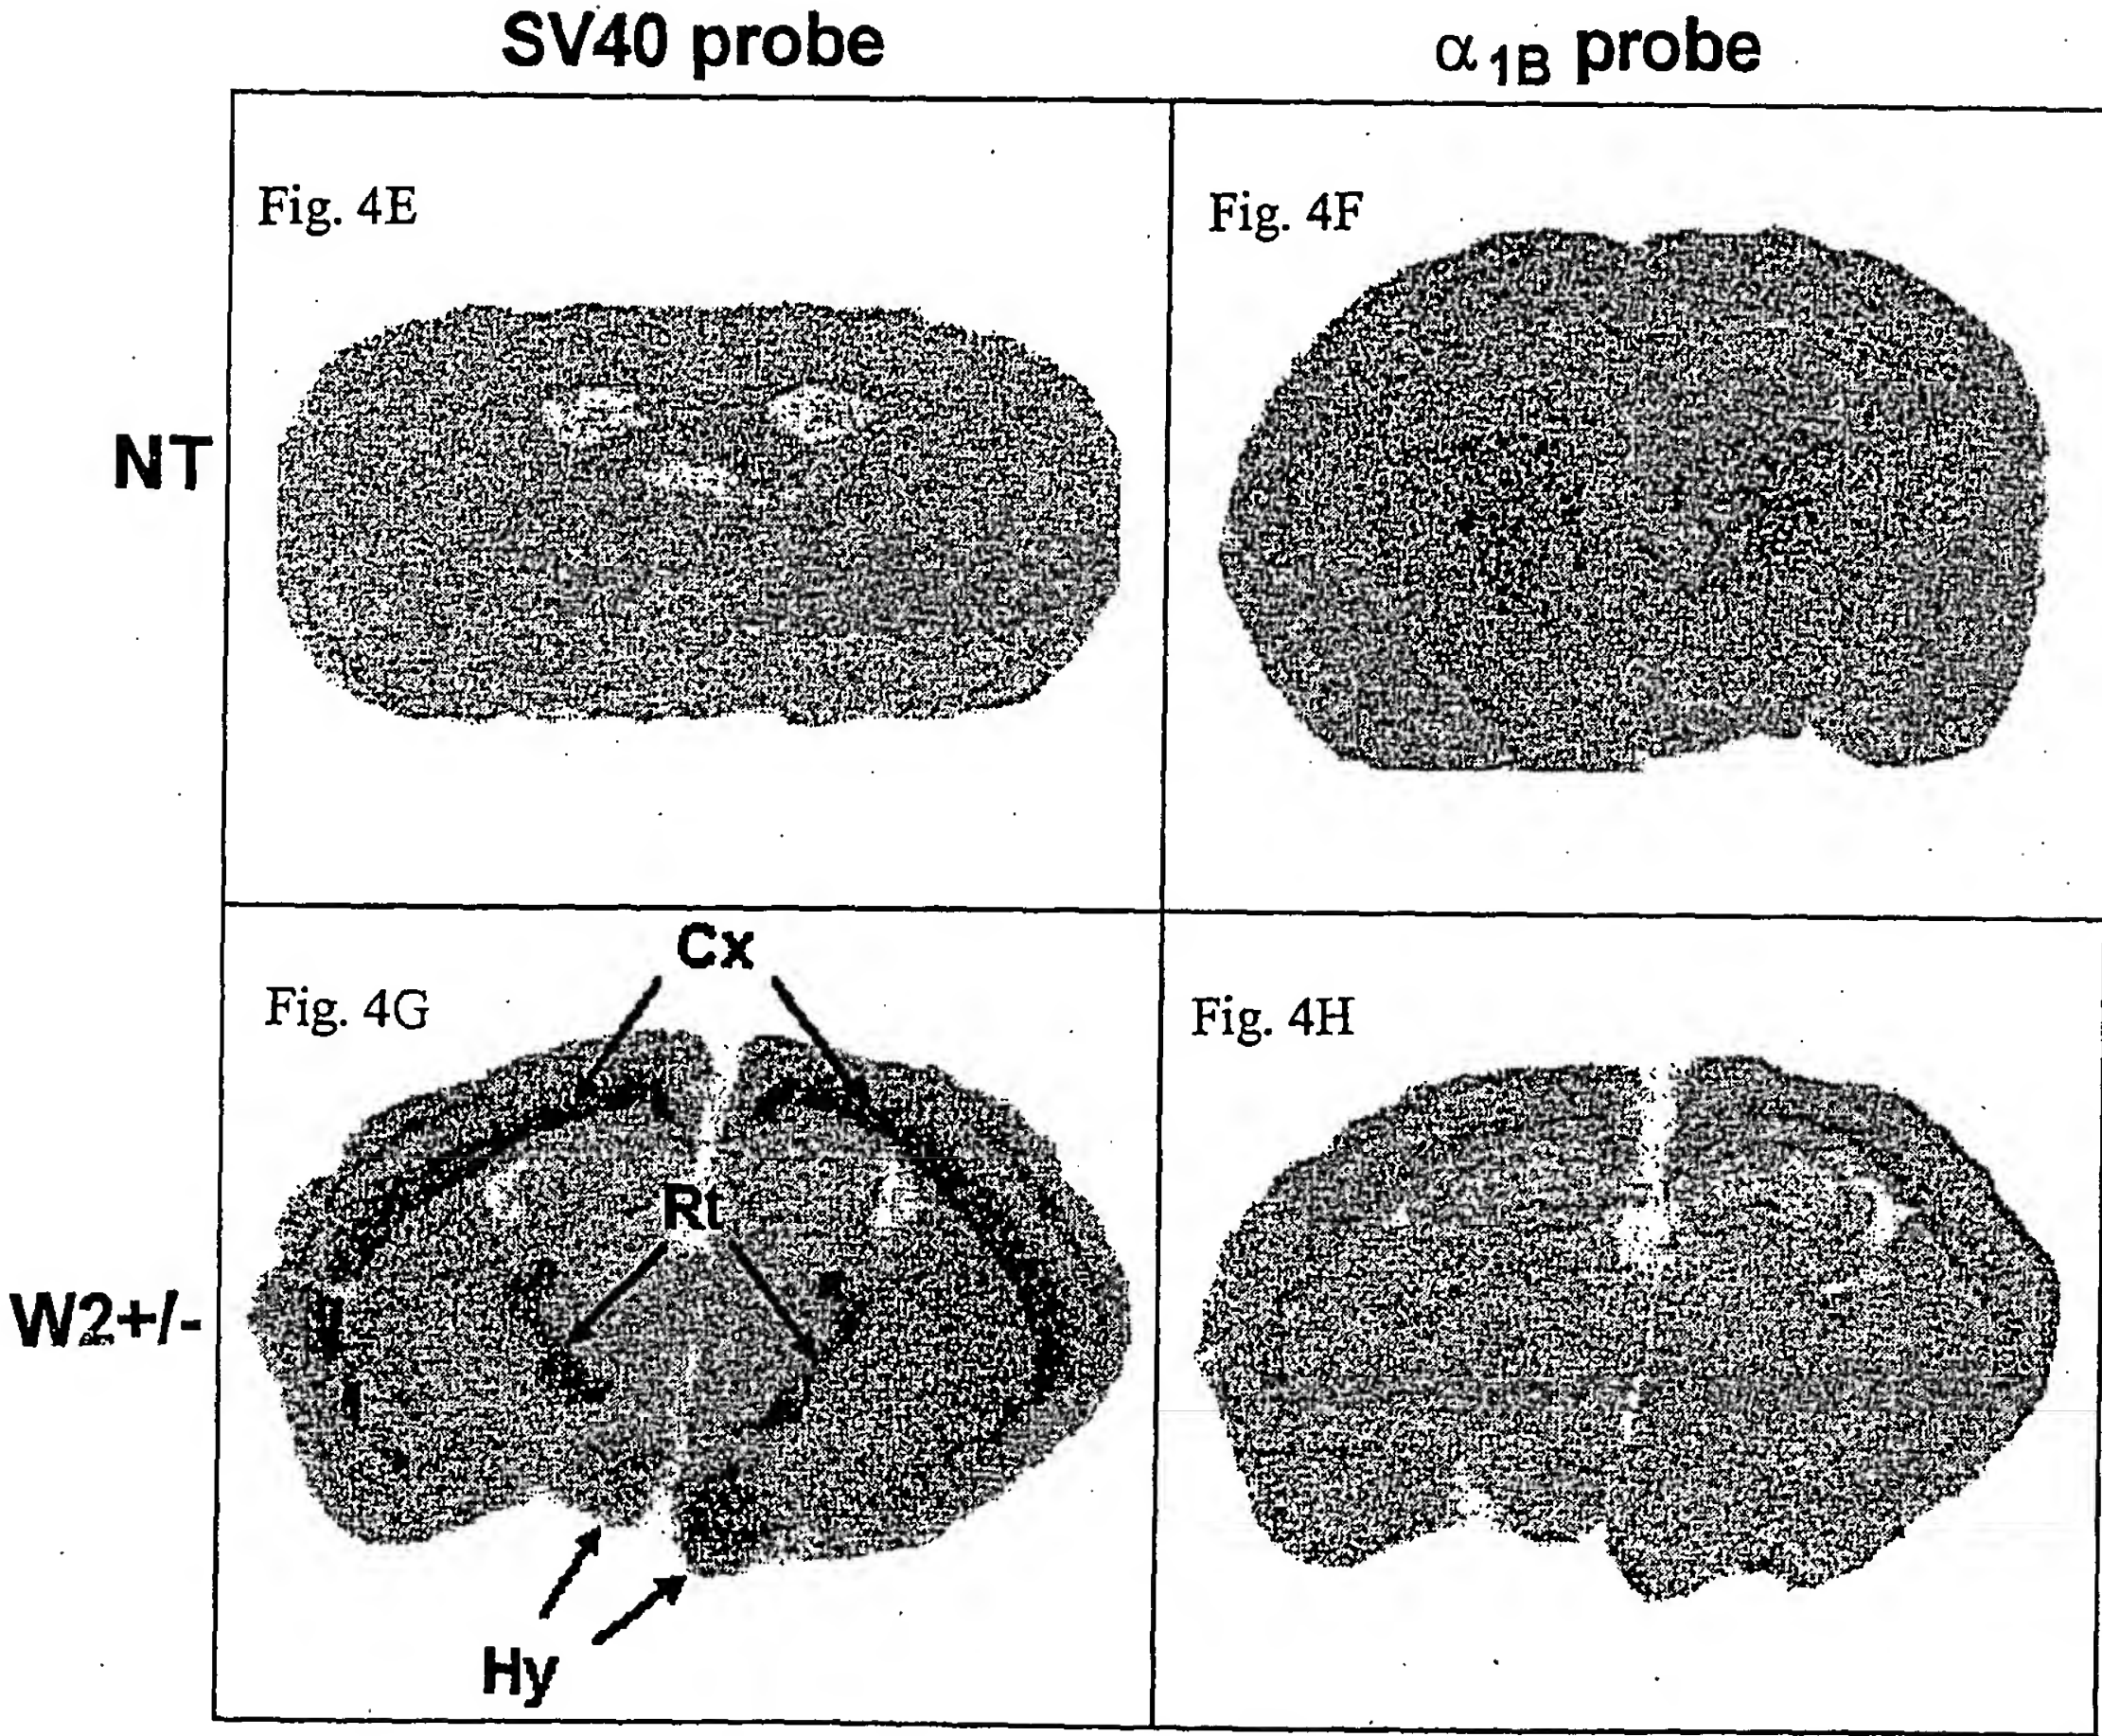 SV40 probe
α1B probe
Fig. 4E
Fig. 4F
NT
Cx
Fig. 4G
Fig. 4H
Rt
W2+/-
Hy